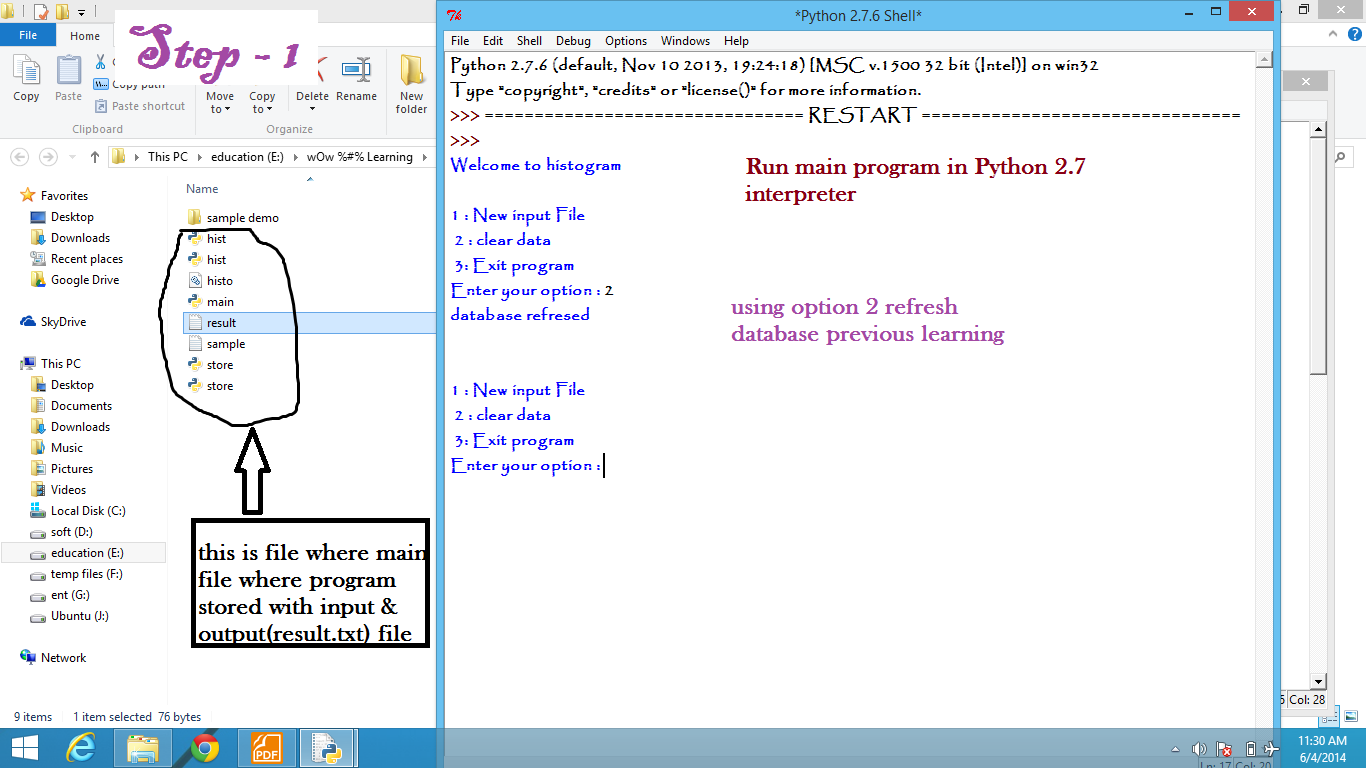 *Python 2.7.6 Shell*
File
Home
Step - 1
Copy
Paste
Copy path
Paste shortcut
Move to
Copy to
Delete
Rename
New folder
Clipboard
Organize
This PC
education (E:)
wOw %#% Learning
Name
Favorites
Desktop
Downloads
Recent places
Google Drive
SkyDrive
This PC
Desktop
Documents
Downloads
Music
Pictures
Videos
Local Disk (C:)
soft (D:)
education (E:)
temp files (F:)
ent (G:)
Ubuntu (J:)
Network
sample demo
hist
hist
histo
main
result
sample
store
store
this is file where main
file where program
stored with input &
output(result.txt) file
9 items 1 item selected 76 bytes
File Edit Shell Debug Options Windows Help
Python 2.7.6 (default, Nov 10 2013, 19:24:18) [MSC v.1500 32 bit (Intel)] on win32
Type "copyright", "credits" or "license()" for more information.
>>> ================================ RESTART ================================
>>>
Welcome to histogram
1 : New input File
2 : clear data
3: Exit program
Enter your option : 2
database refresed
1 : New input File
2 : clear data
3: Exit program
Enter your option :
Run main program in Python 2.7
interpreter
using option 2 refresh
database previous learning
Col: 28
Ln: 17 Col: 20
PDF
11:30 AM
6/4/2014